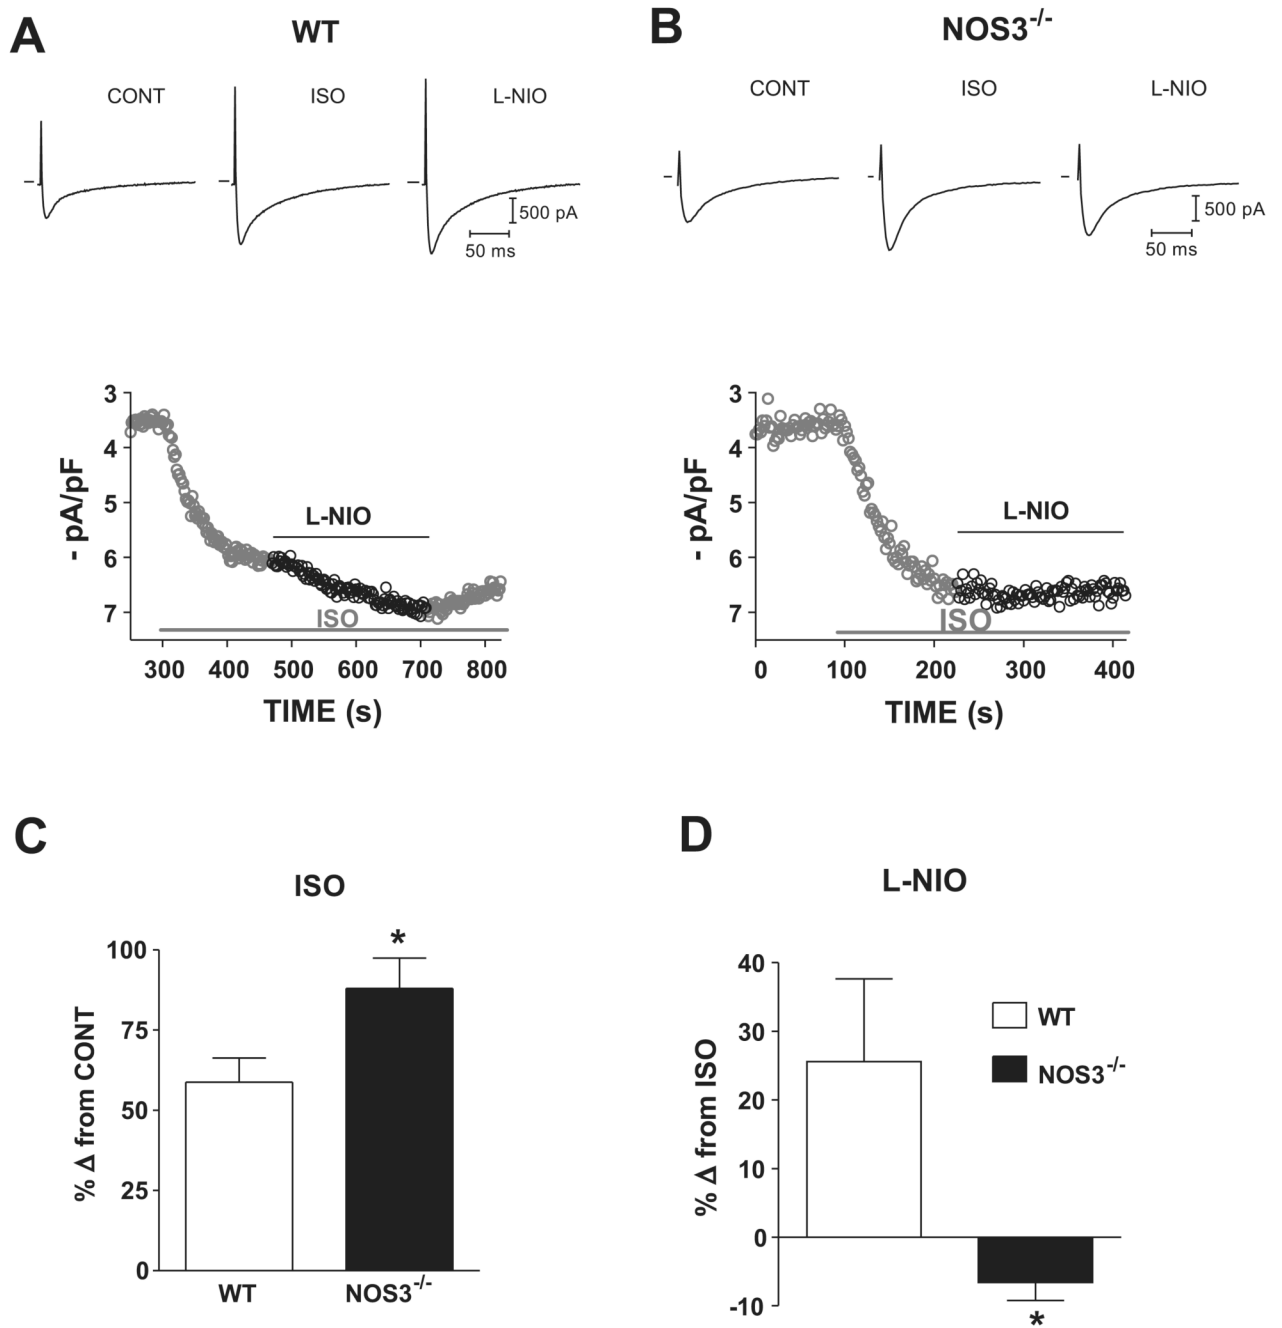 A
WT
CONT
ISO
L-NIO
500 pA
50 ms
3
4
5
6
7
- pA/pF
L-NIO
ISO
300 400 500 600 700 800
TIME (s)
B
NOS3-/-
CONT
ISO
L-NIO
500 pA
50 ms
3
4
5
6
7
- pA/pF
L-NIO
ISO
0 100 200 300 400
TIME (s)
C
ISO
*
100
75
50
25
0
% Δ from CONT
WT NOS3-/-
D
L-NIO
40
30
20
10
0
-10
% Δ from ISO
WT
NOS3-/-
*